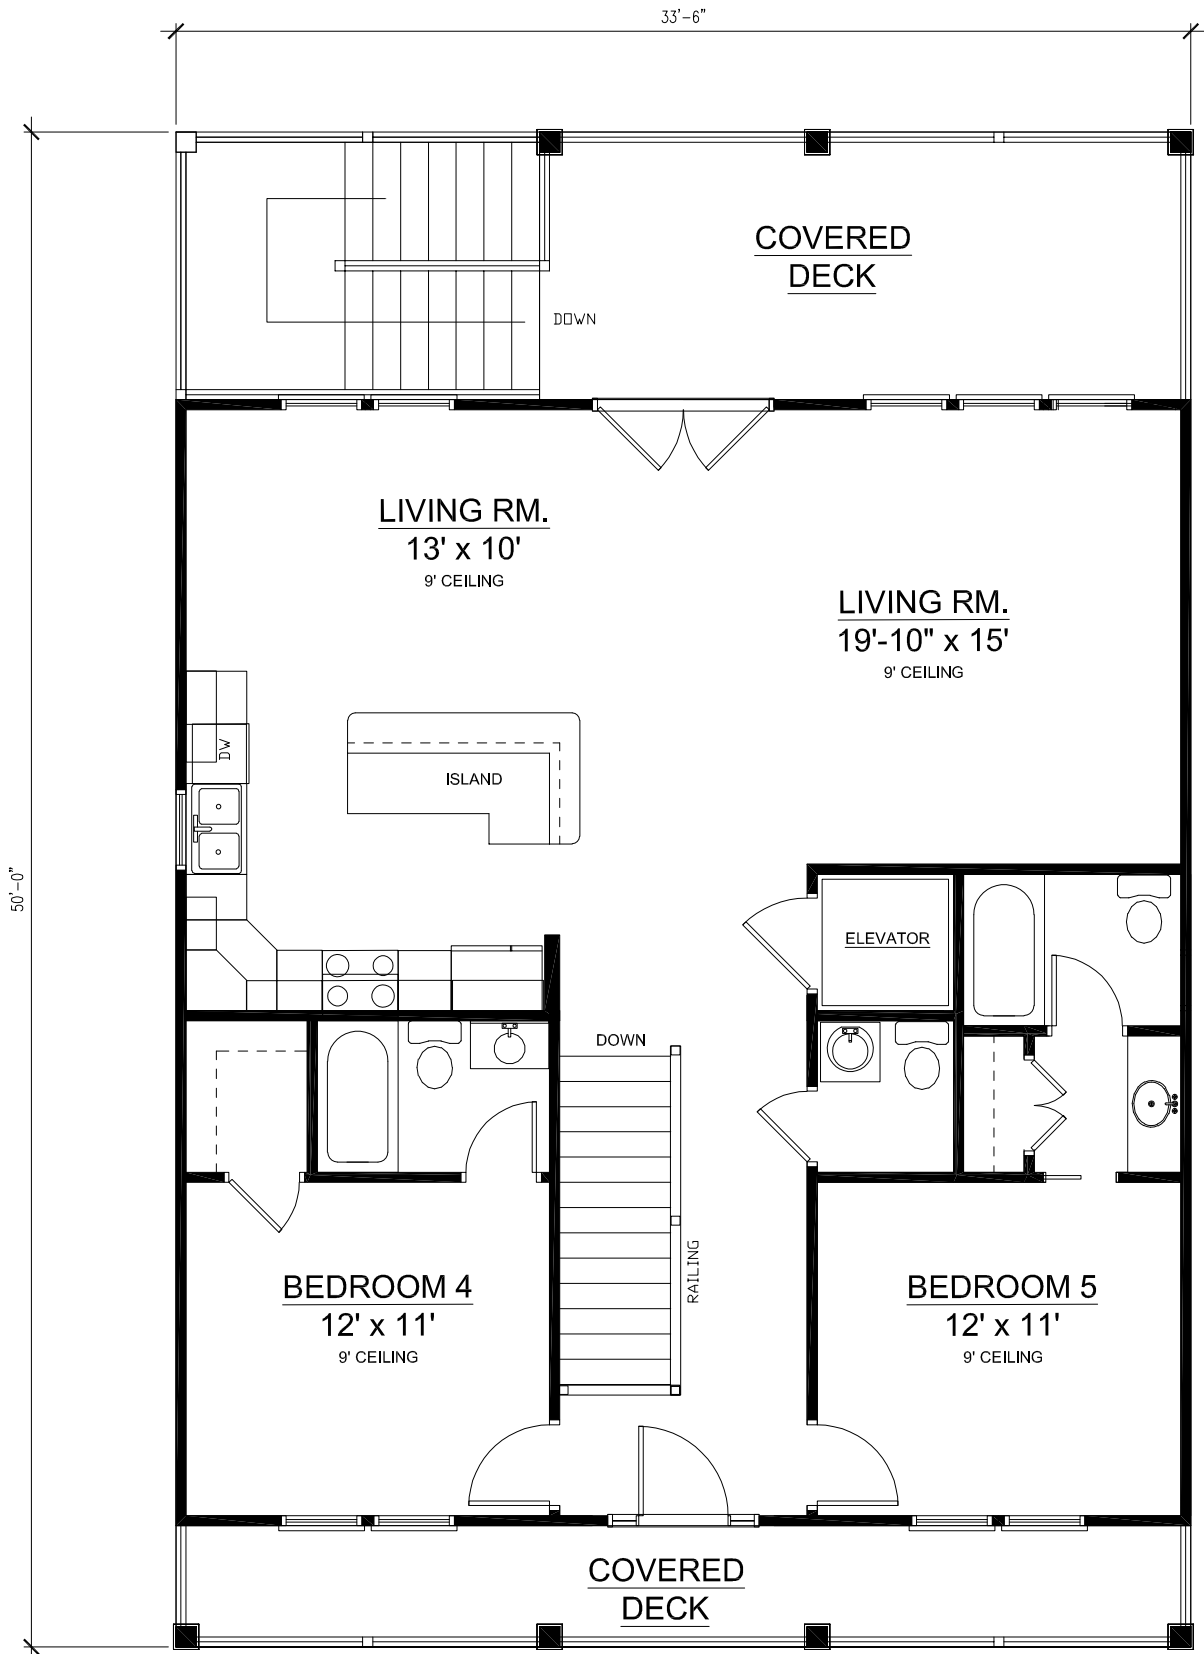 33'-6"
COVERED
DECK
DOWN
LIVING RM.
13' x 10'
9' CEILING
LIVING RM.
19'-10" x 15'
9' CEILING
DW
ISLAND
50'-0"
ELEVATOR
DOWN
RAILING
BEDROOM 4
12' x 11'
9' CEILING
BEDROOM 5
12' x 11'
9' CEILING
COVERED
DECK